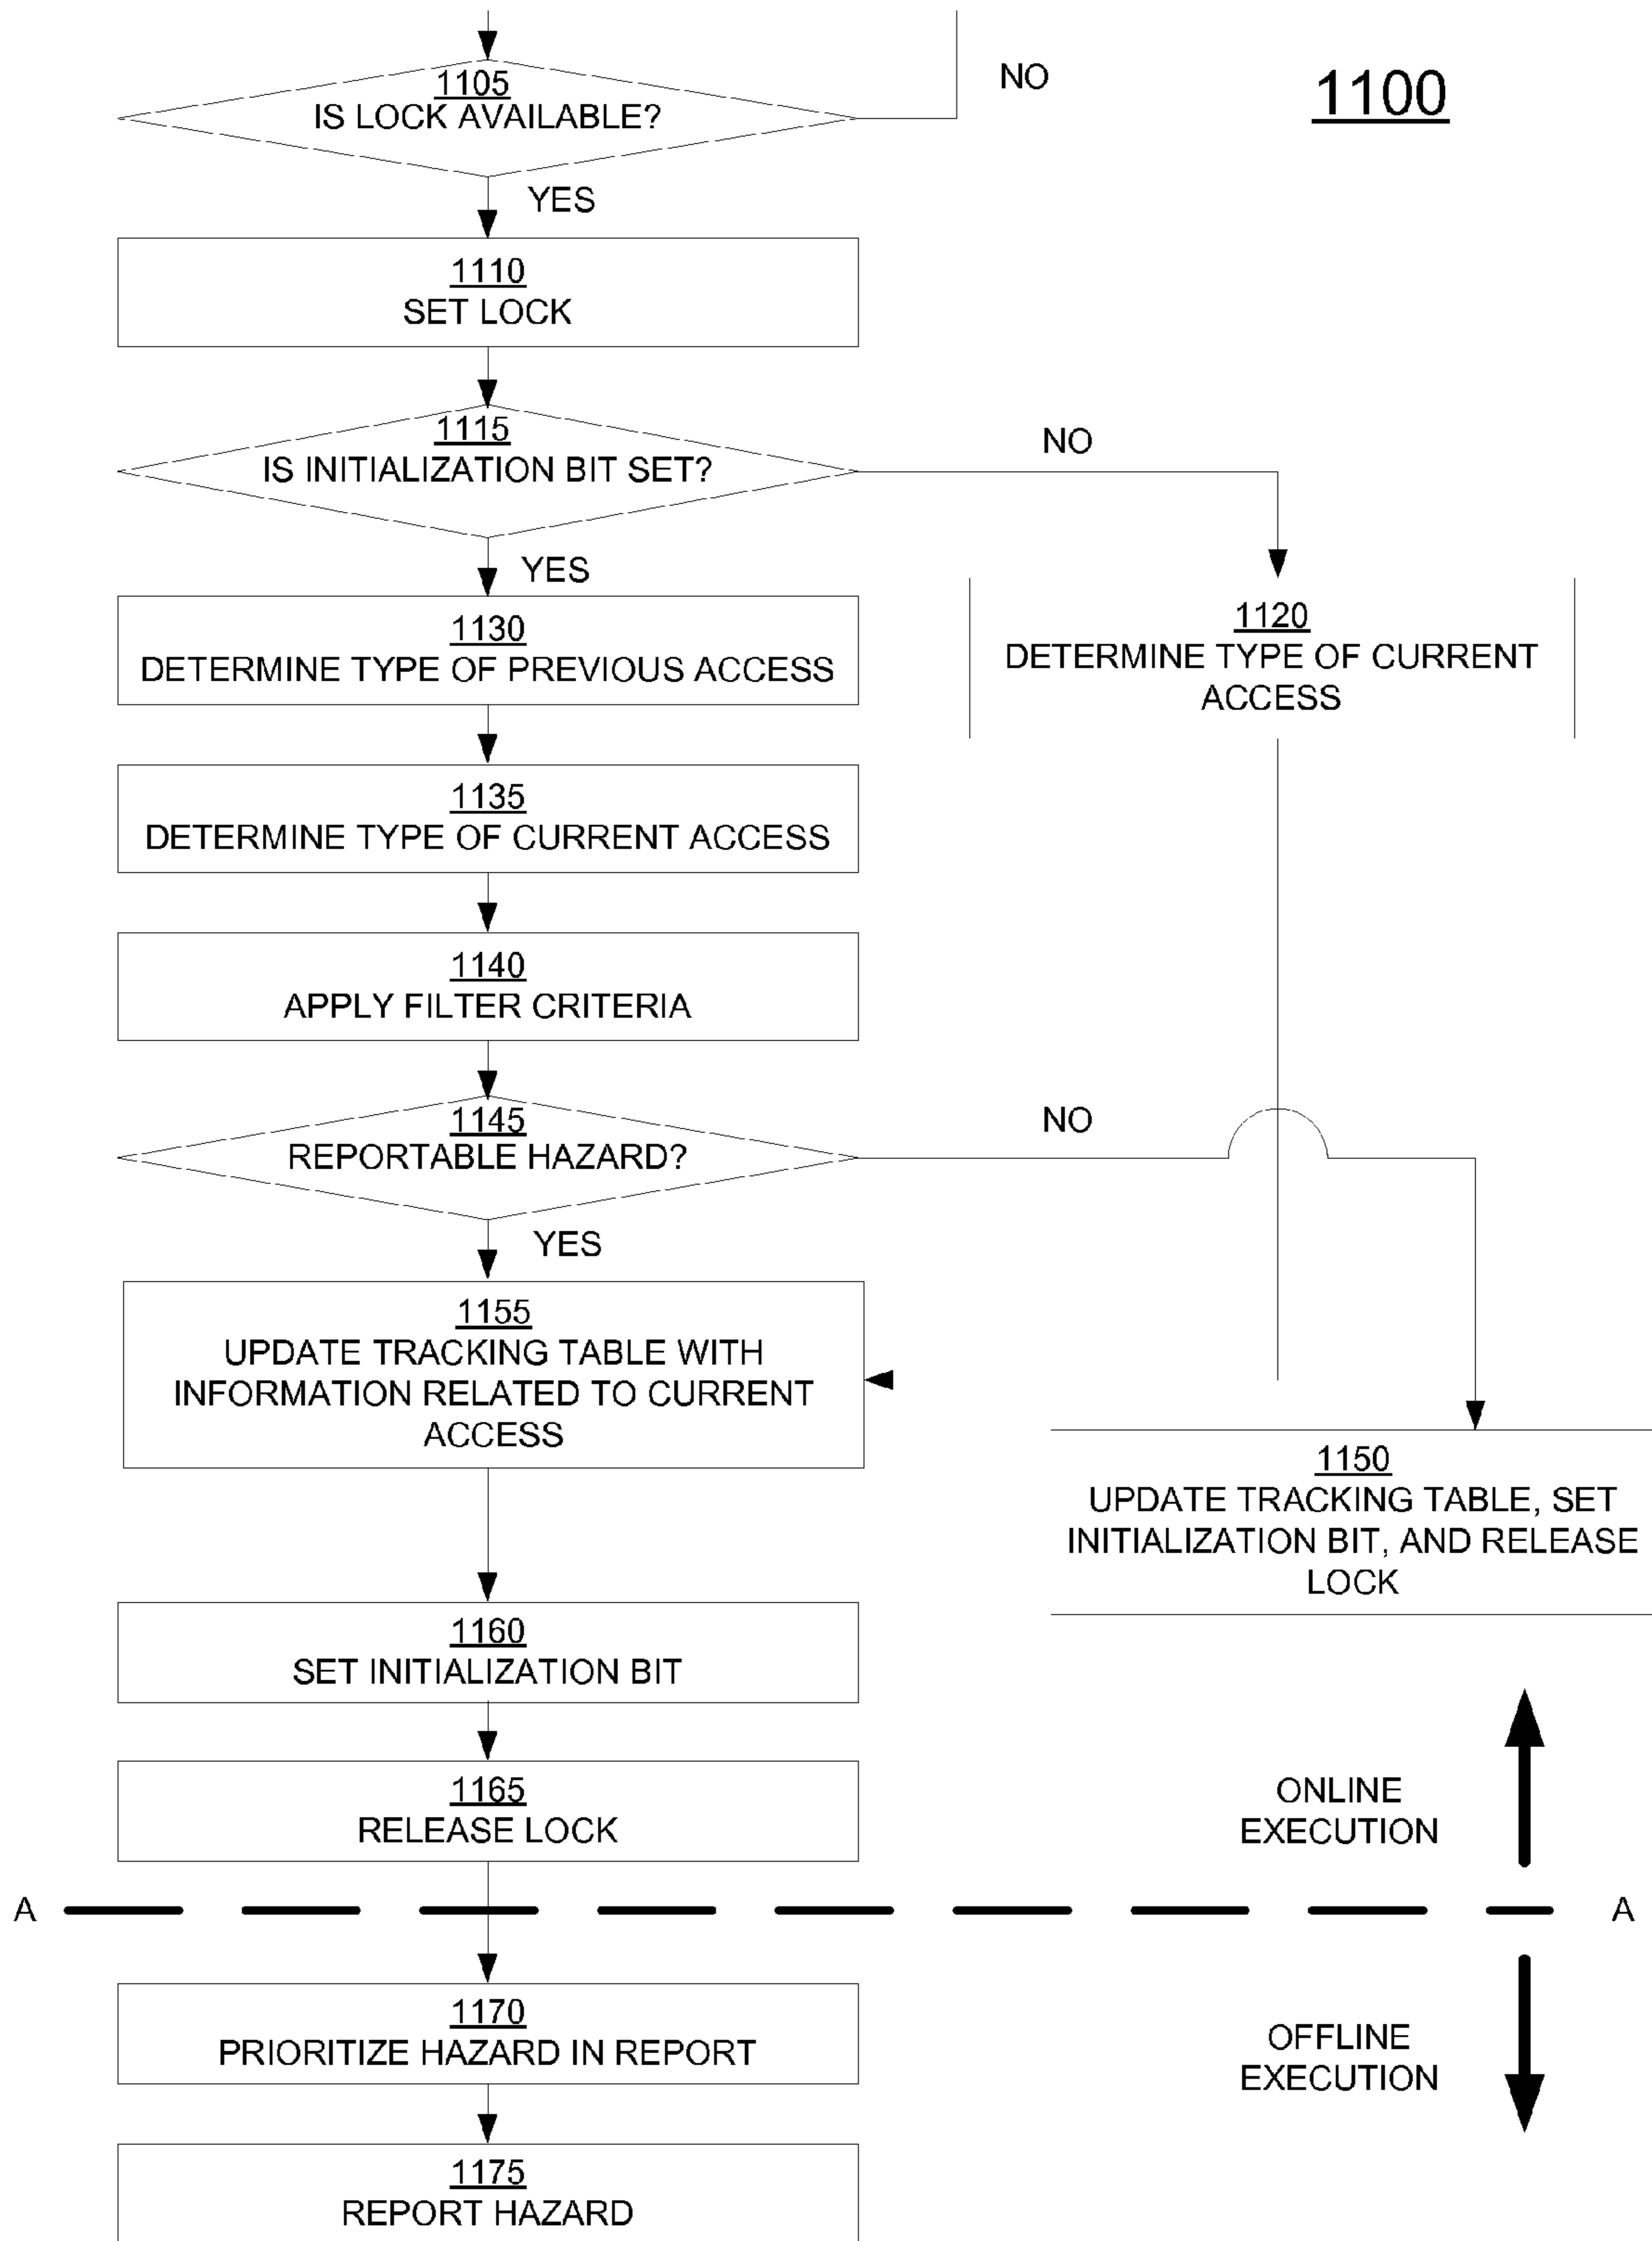 1100
1105
IS LOCK AVAILABLE?
NO
YES
1110
SET LOCK
1115
IS INITIALIZATION BIT SET?
NO
YES
1130
DETERMINE TYPE OF PREVIOUS ACCESS
1120
DETERMINE TYPE OF CURRENT
ACCESS
1135
DETERMINE TYPE OF CURRENT ACCESS
1140
APPLY FILTER CRITERIA
1145
REPORTABLE HAZARD?
NO
YES
1155
UPDATE TRACKING TABLE WITH
INFORMATION RELATED TO CURRENT
ACCESS
1150
UPDATE TRACKING TABLE, SET
INITIALIZATION BIT, AND RELEASE
LOCK
1160
SET INITIALIZATION BIT
1165
RELEASE LOCK
ONLINE
EXECUTION
A
A
1170
PRIORITIZE HAZARD IN REPORT
OFFLINE
EXECUTION
1175
REPORT HAZARD